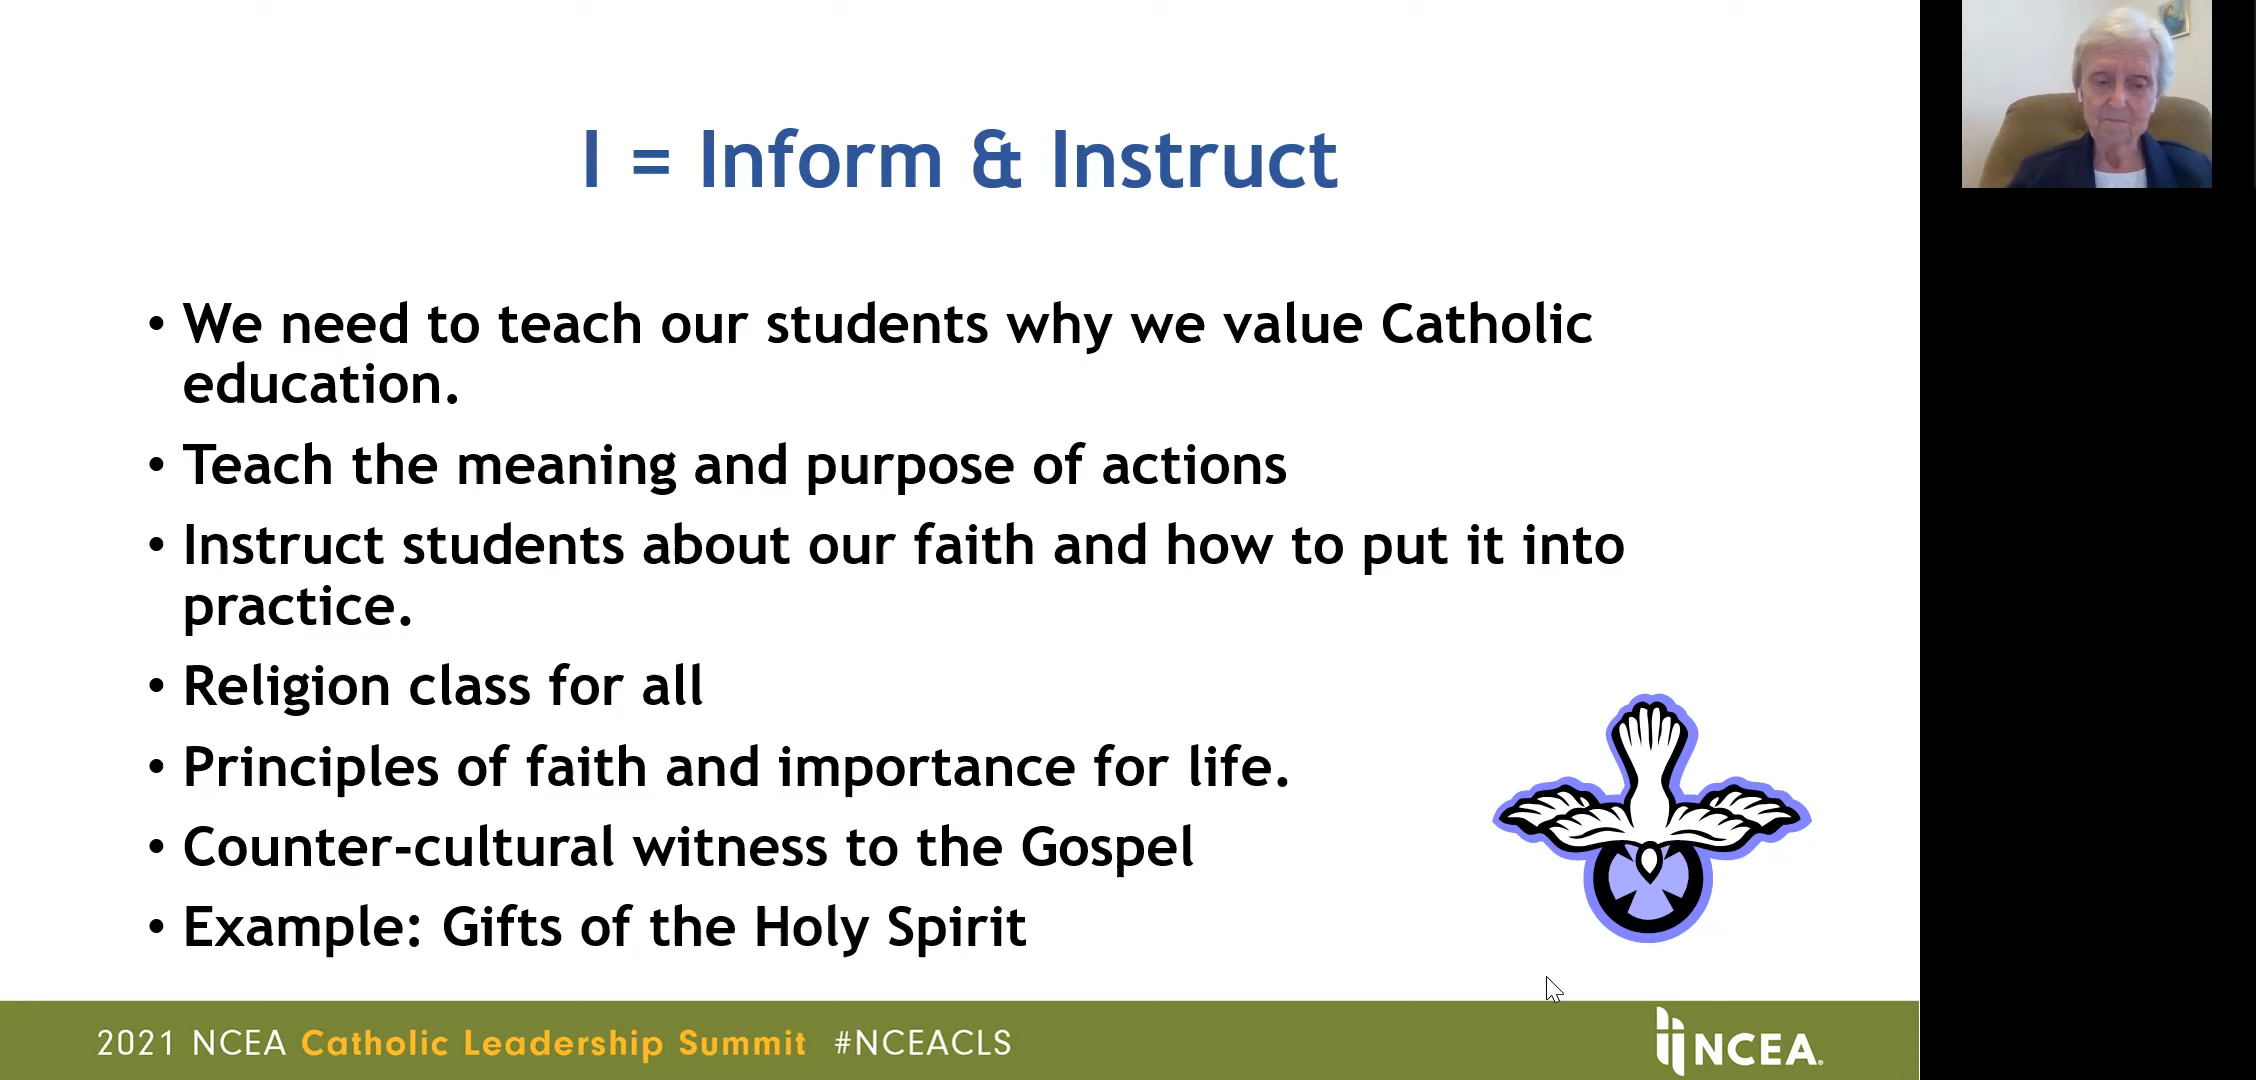 I = Inform & Instruct
• We need to teach our students why we value Catholic
education.
• Teach the meaning and purpose of actions
• Instruct students about our faith and how to put it into
practice.
• Religion class for all
• Principles of faith and importance for life.
• Counter-cultural witness to the Gospel
• Example: Gifts of the Holy Spirit
2021 NCEA Catholic Leadership Summit #NCEACLS
NCEA®